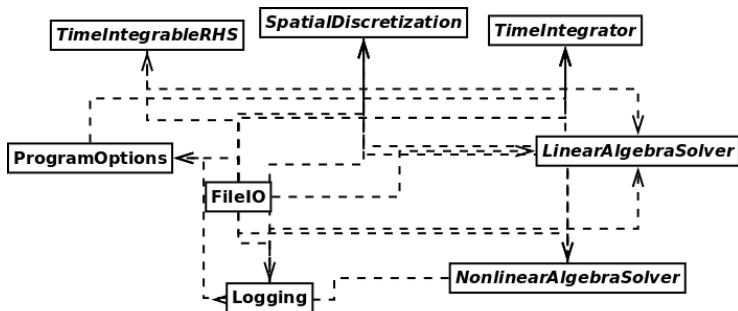 SpatialDiscretization
TimeIntegrableRHS
TimeIntegrator
ProgramOptions
LinearAlgebraSolver
FileIO
NonlinearAlgebraSolver
Logging